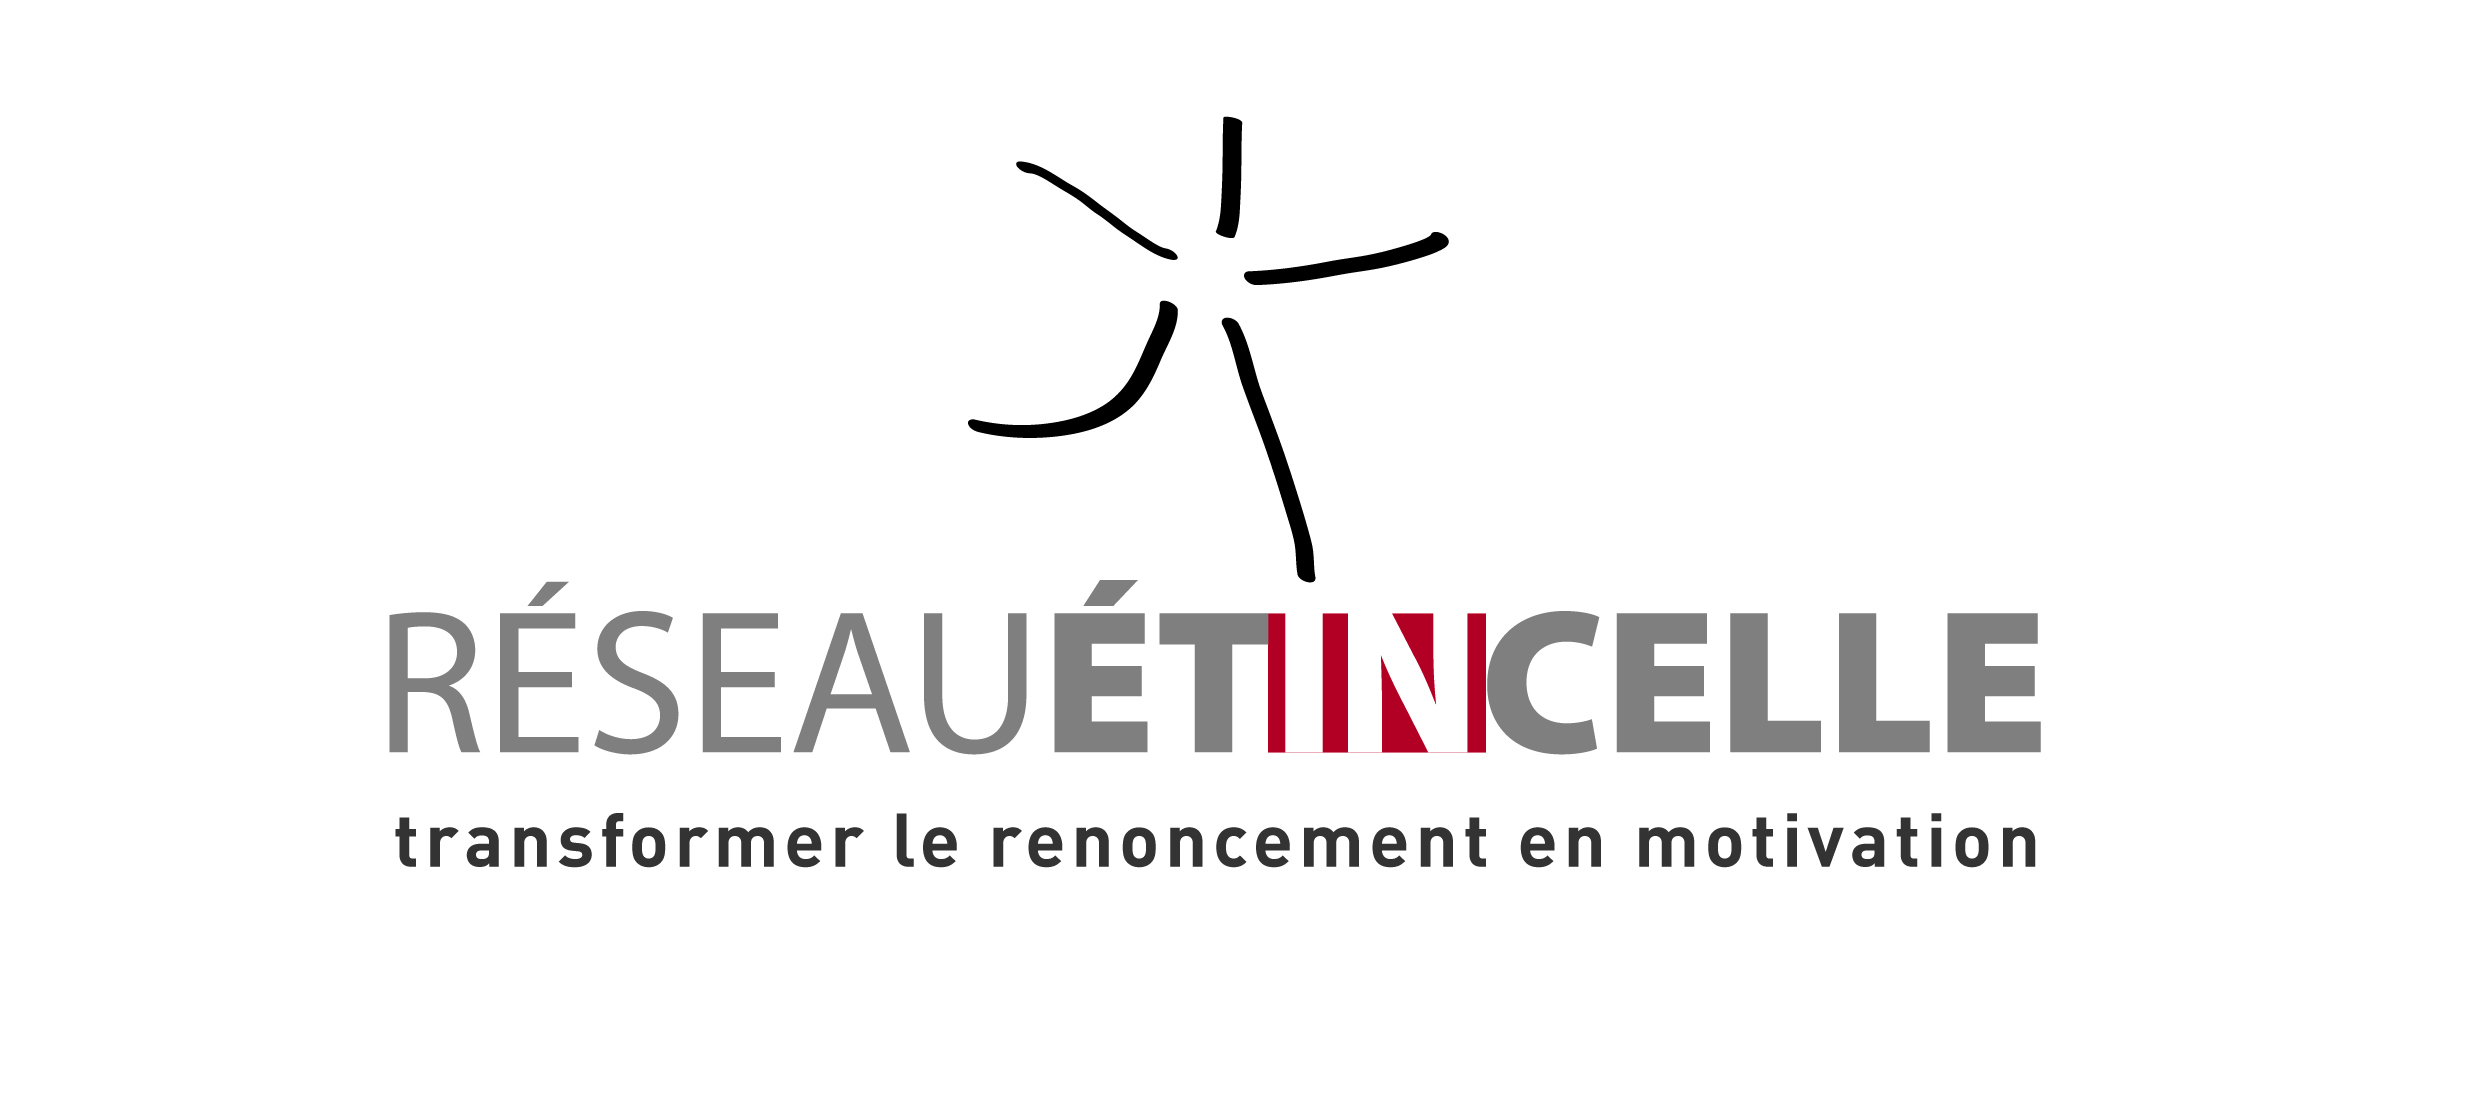 RÉSEAUÉTINCELLE
transformer le renoncement en motivation